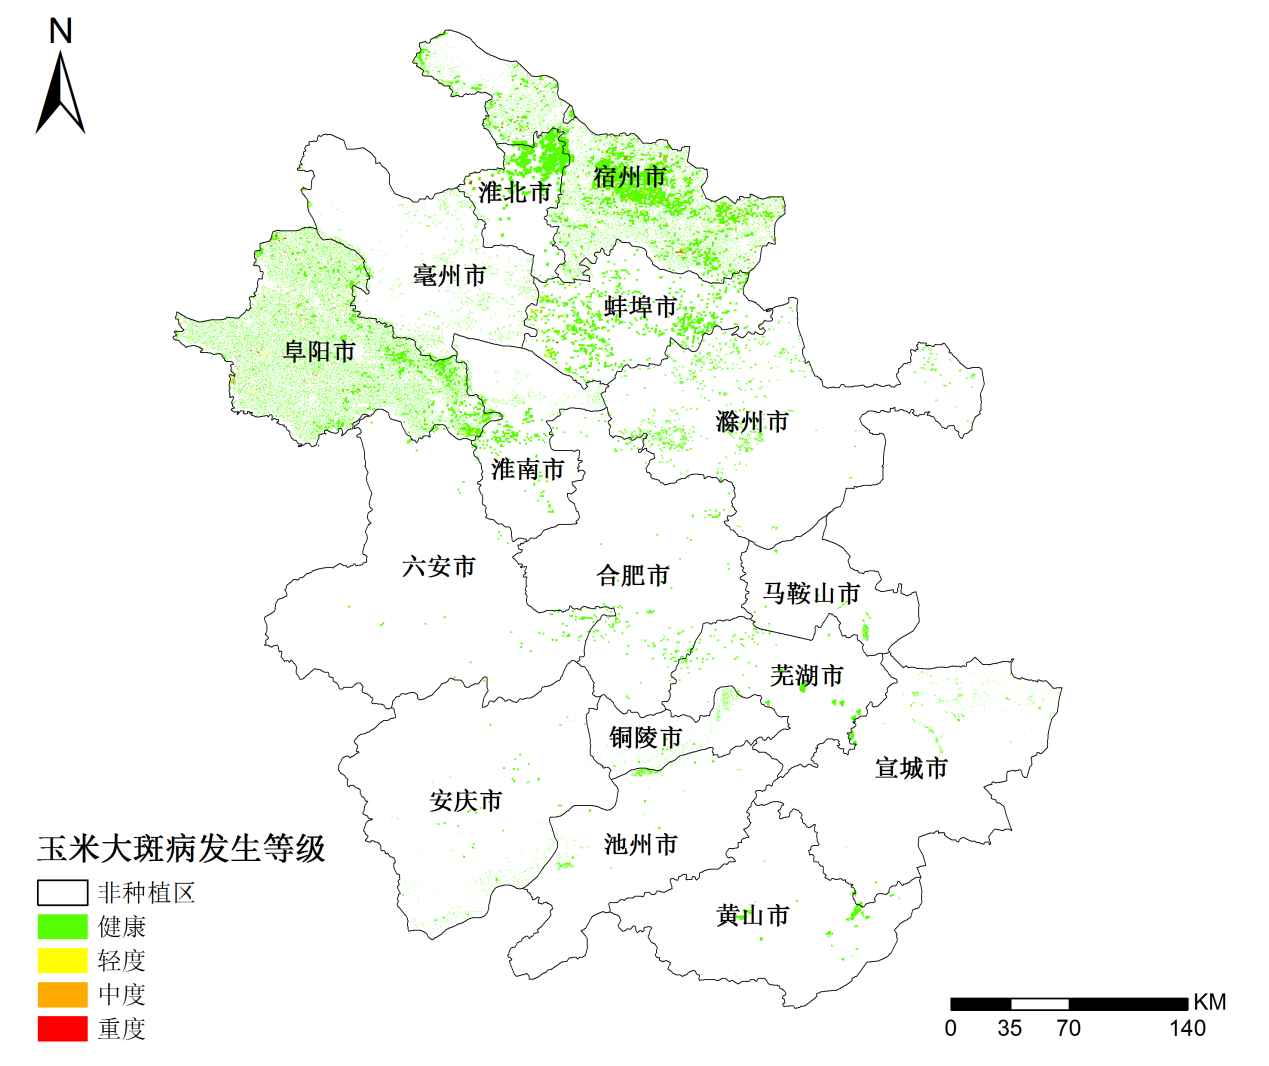 N
淮北市
宿州市
亳州市
蚌埠市
阜阳市
滁州市
淮南市
六安市
合肥市
马鞍山市
芜湖市
铜陵市
宣城市
安庆市
池州市
黄山市
玉米大斑病发生等级
非种植区
健康
轻度
中度
重度
KM
0 35 70 140